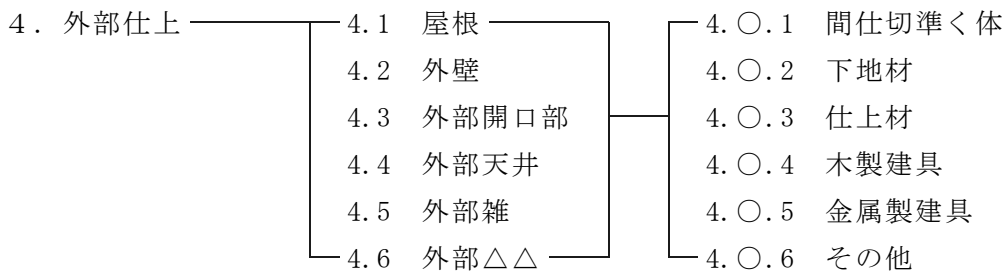 ４. 外部仕上 4.1 屋根 4.○.1 間仕切準く体
4.2 外壁 4.○.2 下地材
4.3 外部開口部 4.○.3 仕上材
4.4 外部天井 4.○.4 木製建具
4.5 外部雑 4.○.5 金属製建具
4.6 外部△△ 4.○.6 その他